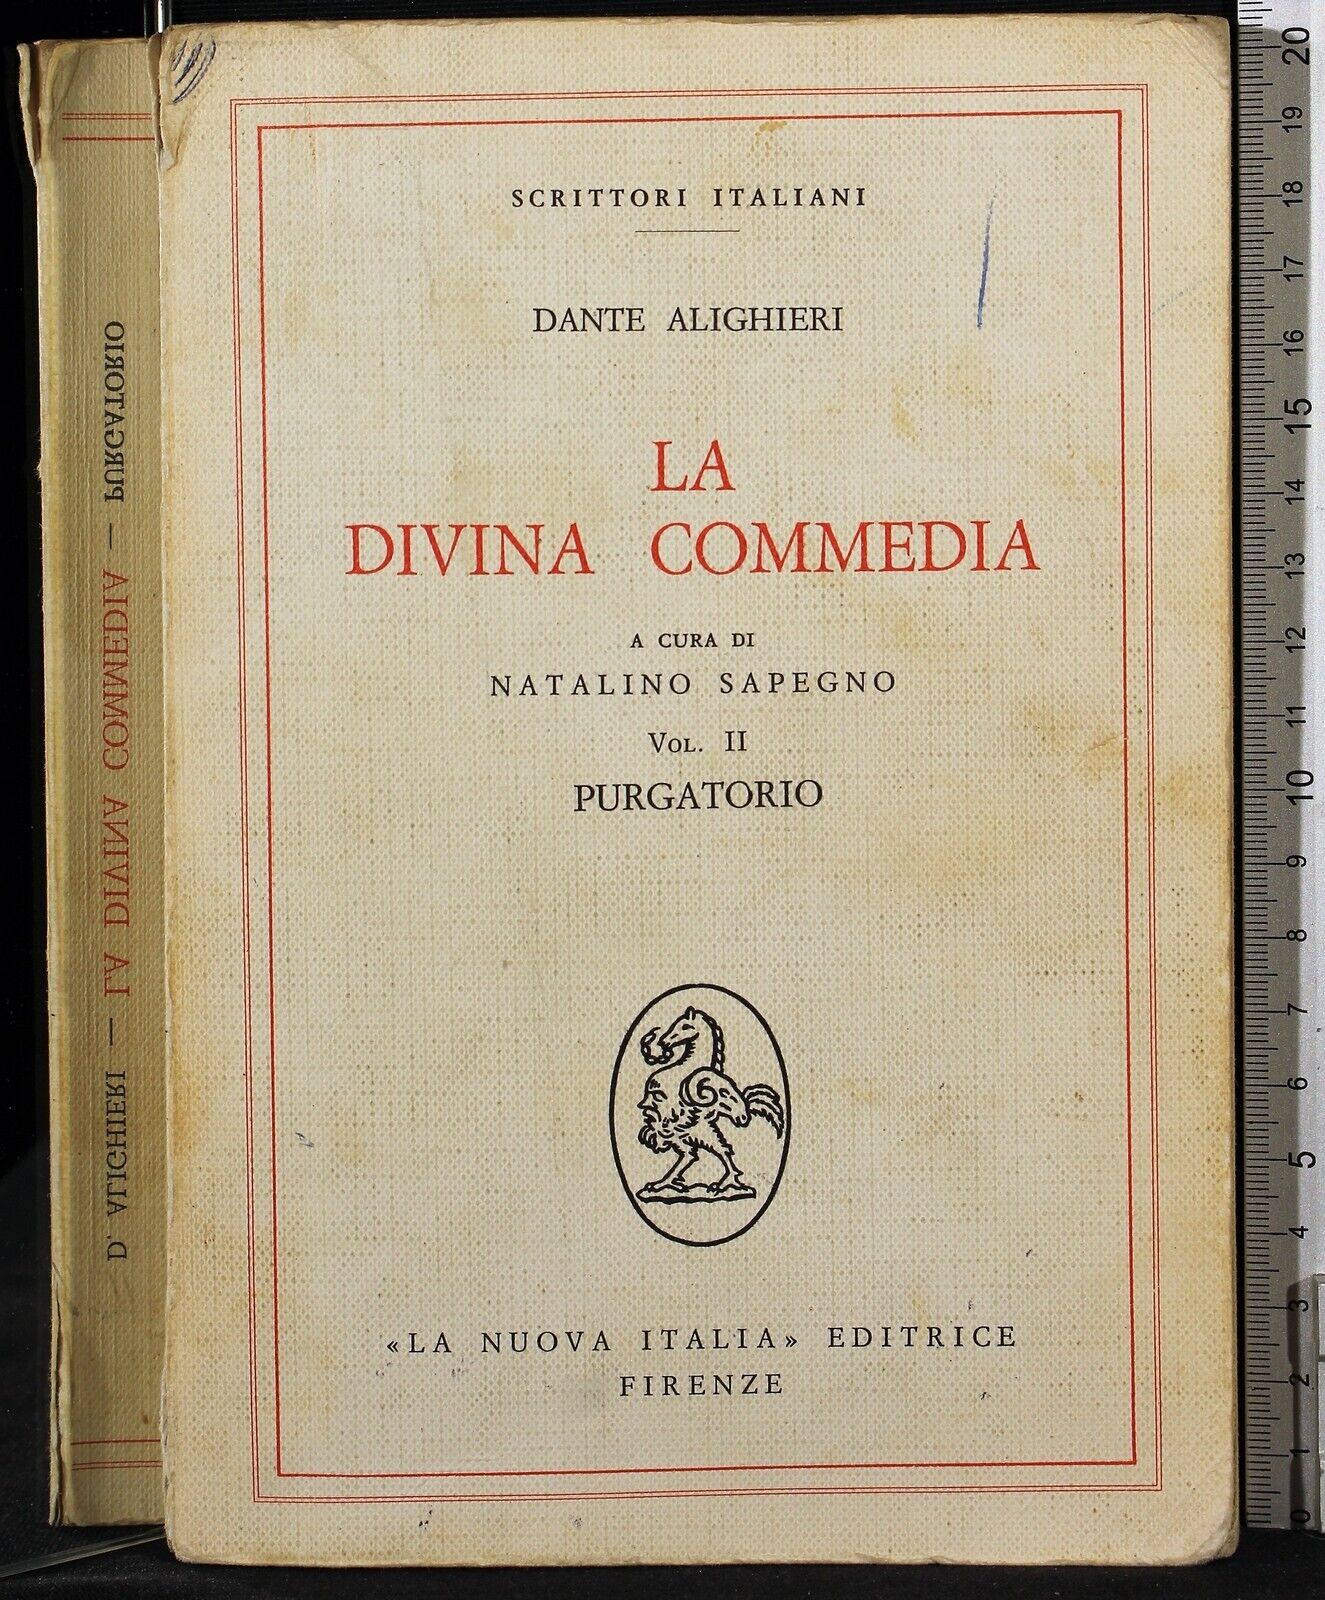 SCRITTORI ITALIANI
DANTE ALIGHIERI
LA
DIVINA COMMEDIA
A CURA DI
NATALINO SAPEGNO
VOL. II
PURGATORIO
«LA NUOVA ITALIA» EDITRICE
FIRENZE
D. ALIGHIERI — LA DIVINA COMMEDIA — PURGATORIO
20
19
18
17
16
15
14
13
12
11
10
9
8
7
6
5
4
3
2
1
0